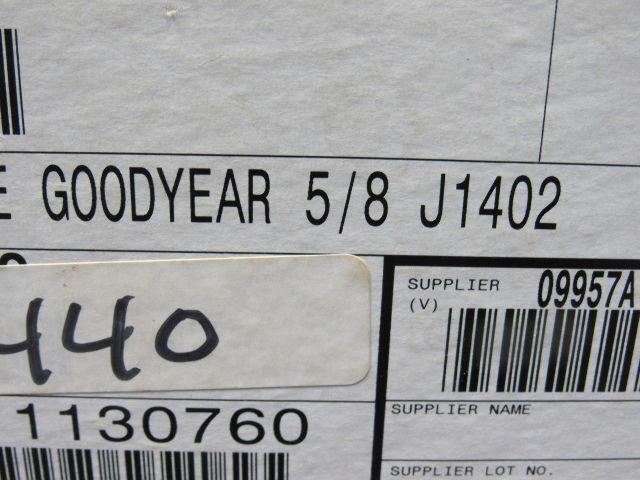 E GOODYEAR 5/8 J1402
SUPPLIER 09957A
(V)
440
1130760
SUPPLIER NAME
SUPPLIER LOT NO.